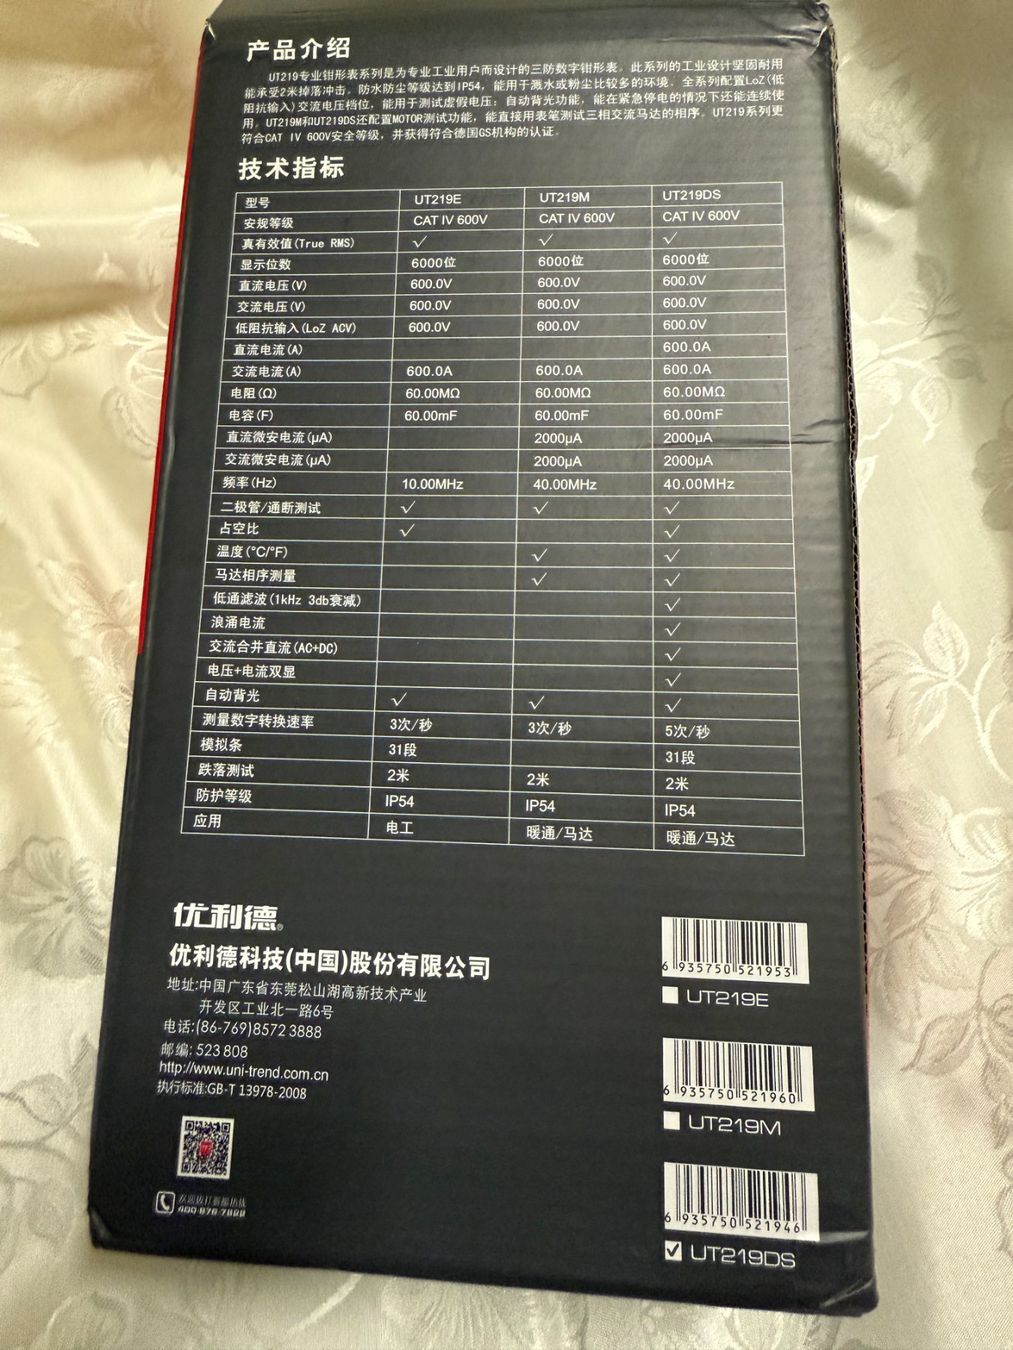 产品介绍
UT219专业钳形表系列是为专业工业用户而设计的三防数字钳形表。此系列的工业设计坚固耐用
能承受2米掉落冲击。防水防尘等级达到IP54，能用于溅水或粉尘比较多的环境。全系列配置LoZ(低
阻抗输入)交流电压档位，能用于测试虚假电压；自动背光功能，能在紧急停电的情况下还能连续使
用。UT219M和UT219DS还配置MOTOR测试功能，能直接用表笔测试三相交流马达的相序。UT219系列更
符合CAT IV 600V安全等级，并获得符合德国GS机构的认证。
技术指标
型号 UT219E UT219M UT219DS
安规等级 CAT IV 600V CAT IV 600V CAT IV 600V
真有效值(True RMS) √ √ √
显示位数 6000位 6000位 6000位
直流电压(V) 600.0V 600.0V 600.0V
交流电压(V) 600.0V 600.0V 600.0V
低阻抗输入(LoZ ACV) 600.0V 600.0V 600.0V
直流电流(A) 600.0A
交流电流(A) 600.0A 600.0A 600.0A
电阻(Ω) 60.00MΩ 60.00MΩ 60.00MΩ
电容(F) 60.00mF 60.00mF 60.00mF
直流微安电流(μA) 2000μA 2000μA
交流微安电流(μA) 2000μA 2000μA
频率(Hz) 10.00MHz 40.00MHz 40.00MHz
二极管/通断测试 √ √ √
占空比 √ √
温度(°C/°F) √ √
马达相序测量 √ √
低通滤波(1kHz 3db衰减) √
浪涌电流 √
交流合并直流(AC+DC) √
电压+电流双显 √
自动背光 √ √ √
测量数字转换速率 3次/秒 3次/秒 5次/秒
模拟条 31段 31段
跌落测试 2米 2米 2米
防护等级 IP54 IP54 IP54
应用 电工 暖通/马达 暖通/马达
优利德®
优利德科技(中国)股份有限公司
地址:中国广东省东莞松山湖高新技术产业
开发区工业北一路6号
电话:(86-769)8572 3888
邮编: 523 808
http://www.uni-trend.com.cn
执行标准:GB-T 13978-2008
400-876-7822
6 935750 521953
UT219E
6 935750 521960
UT219M
6 935750 521946
UT219DS